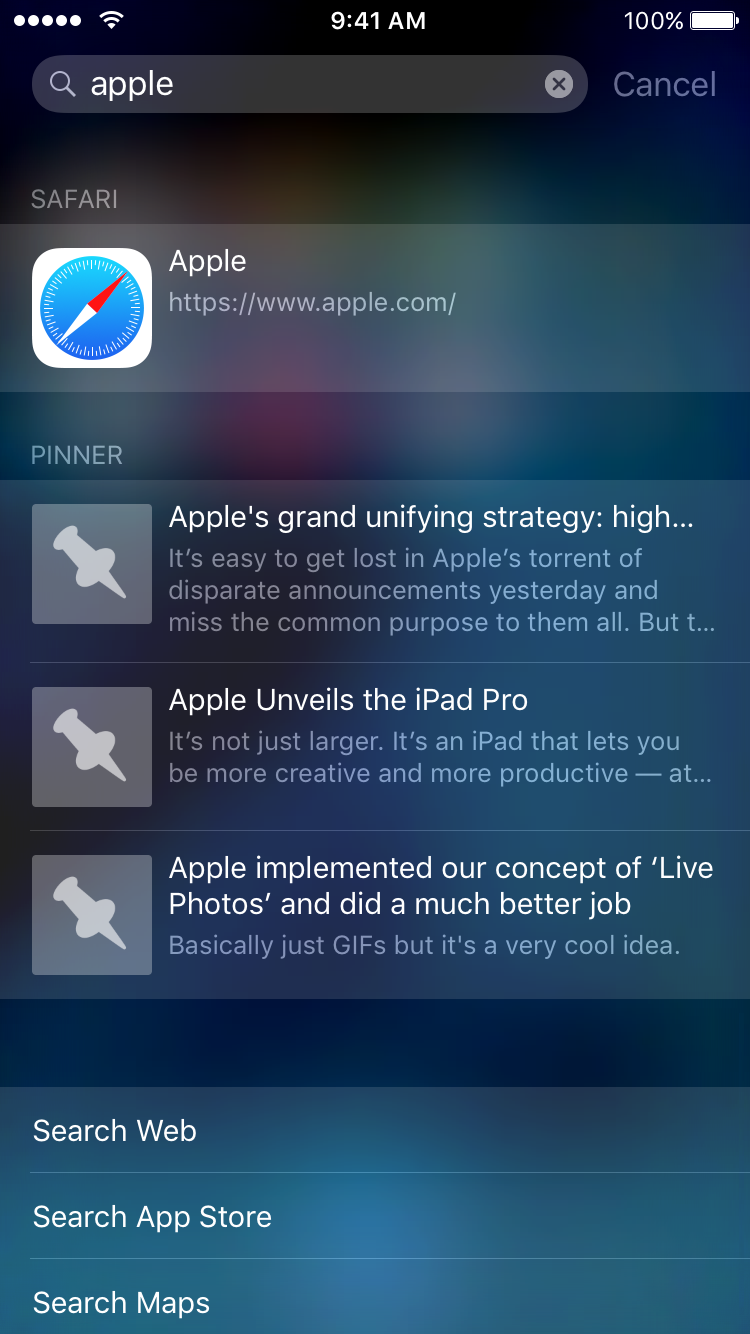 9:41 AM 100%
apple Cancel
SAFARI
Apple
https://www.apple.com/
PINNER
Apple's grand unifying strategy: high...
It’s easy to get lost in Apple’s torrent of
disparate announcements yesterday and
miss the common purpose to them all. But t...
Apple Unveils the iPad Pro
It’s not just larger. It’s an iPad that lets you
be more creative and more productive — at...
Apple implemented our concept of ‘Live
Photos’ and did a much better job
Basically just GIFs but it's a very cool idea.
Search Web
Search App Store
Search Maps